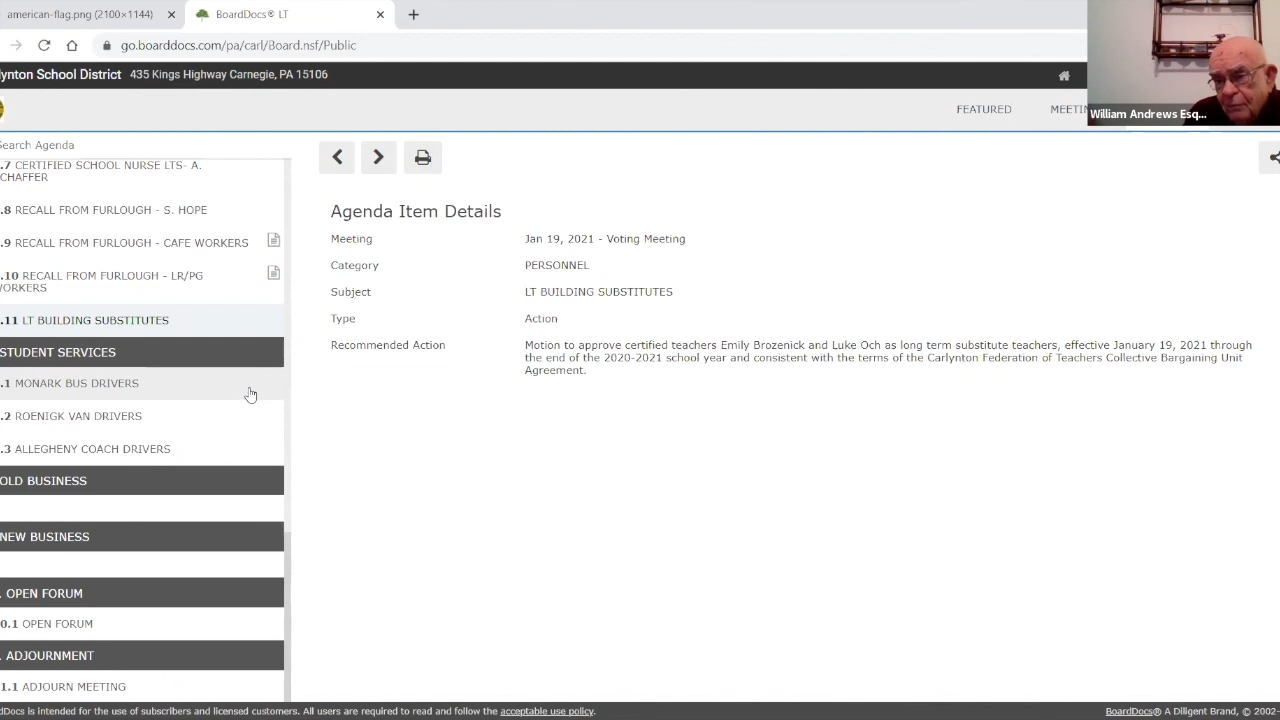 american-flag.png (2100×1144)
BoardDocs® LT
go.boarddocs.com/pa/carl/Board.nsf/Public
lynton School District 435 Kings Highway Carnegie, PA 15106
FEATURED MEETIN
William Andrews Esq...
Search Agenda
.7 CERTIFIED SCHOOL NURSE LTS- A.
CHAFFER
.8 RECALL FROM FURLOUGH - S. HOPE
.9 RECALL FROM FURLOUGH - CAFE WORKERS
.10 RECALL FROM FURLOUGH - LR/PG
WORKERS
.11 LT BUILDING SUBSTITUTES
STUDENT SERVICES
.1 MONARK BUS DRIVERS
.2 ROENIGK VAN DRIVERS
.3 ALLEGHENY COACH DRIVERS
OLD BUSINESS
NEW BUSINESS
. OPEN FORUM
0.1 OPEN FORUM
. ADJOURNMENT
1.1 ADJOURN MEETING
Agenda Item Details
Meeting Jan 19, 2021 - Voting Meeting
Category PERSONNEL
Subject LT BUILDING SUBSTITUTES
Type Action
Recommended Action Motion to approve certified teachers Emily Brozenick and Luke Och as long term substitute teachers, effective January 19, 2021 through
the end of the 2020-2021 school year and consistent with the terms of the Carlynton Federation of Teachers Collective Bargaining Unit
Agreement.
dDocs is intended for the use of subscribers and licensed customers. All users are required to read and follow the acceptable use policy.
BoardDocs® A Diligent Brand, © 2002-